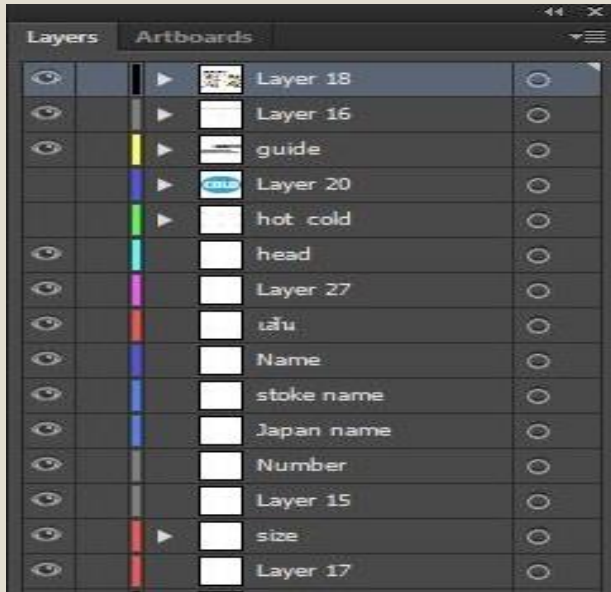 Layers Artboards
Layer 18
Layer 16
guide
COLD Layer 20
hot cold
head
Layer 27
เส้น
Name
stoke name
Japan name
Number
Layer 15
size
Layer 17